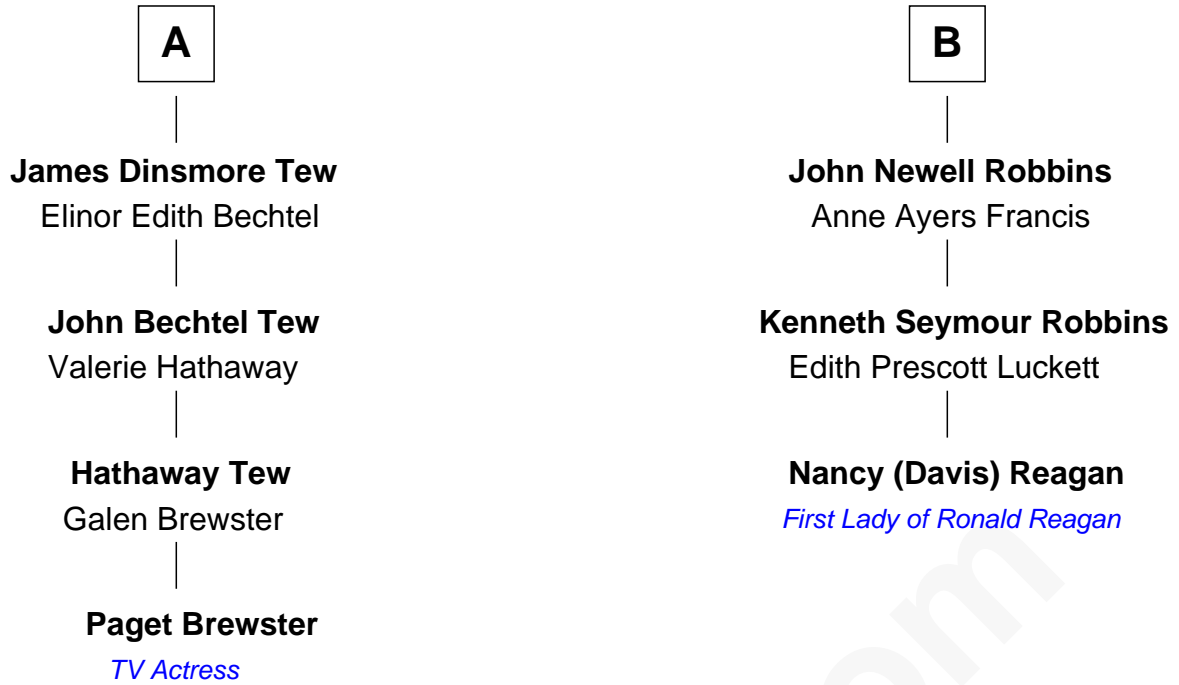 A
James Dinsmore Tew
Elinor Edith Bechtel
John Bechtel Tew
Valerie Hathaway
Hathaway Tew
Galen Brewster
Paget Brewster
TV Actress
B
John Newell Robbins
Anne Ayers Francis
Kenneth Seymour Robbins
Edith Prescott Luckett
Nancy (Davis) Reagan
First Lady of Ronald Reagan
om